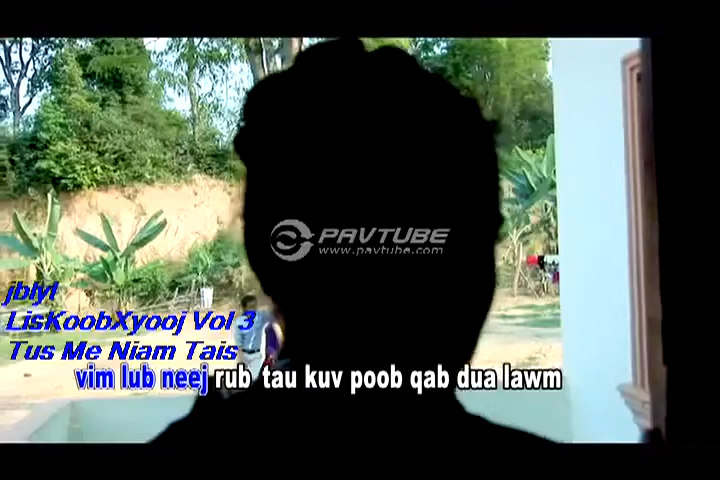 PAVTUBE
www.pavtube.com
jblyl
LisKoobXyooj Vol 3
Tus Me Niam Tais
vim lub neej rub tau kuv poob qab dua lawm